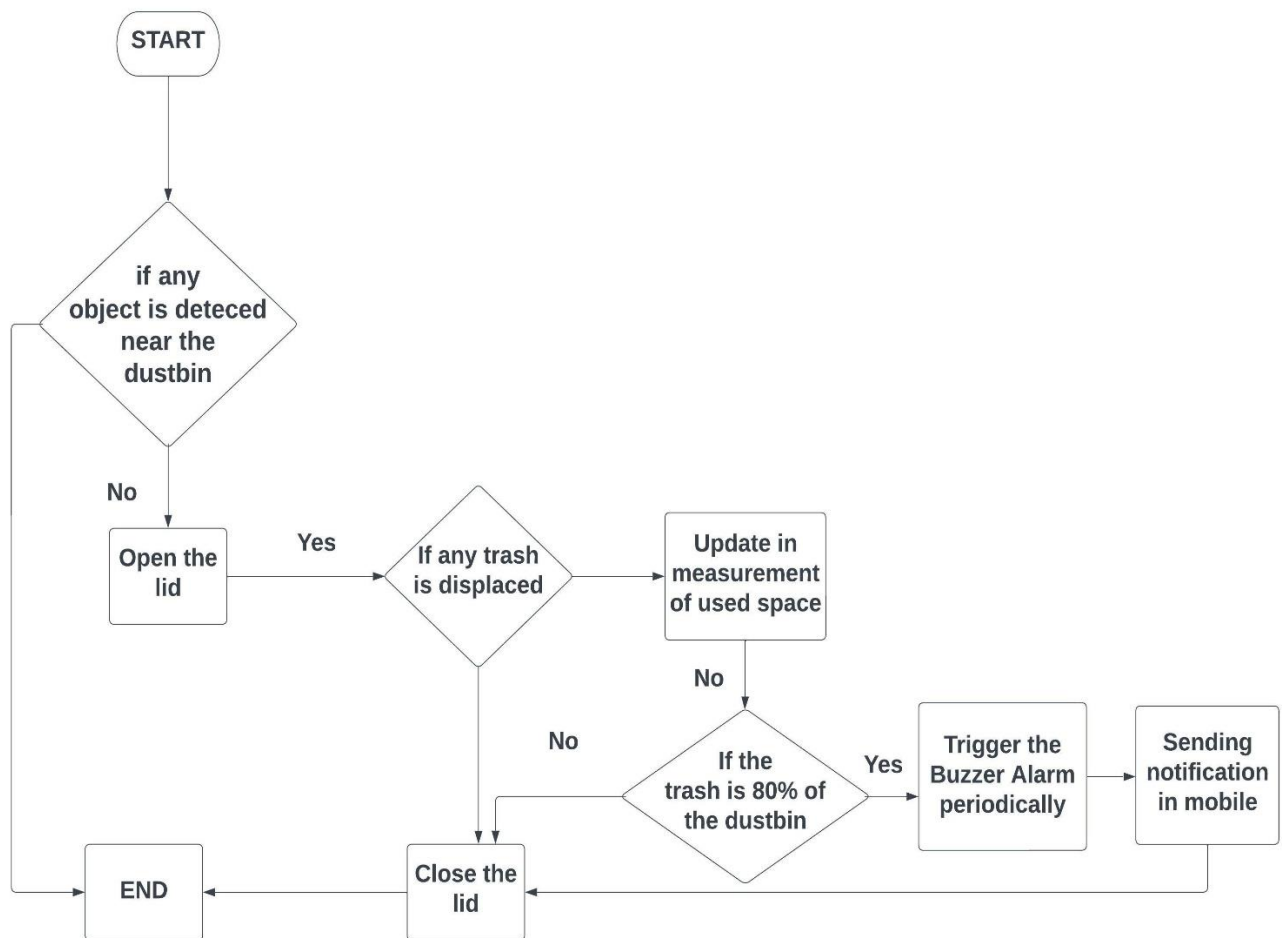 START
if any
object is deteced
near the
dustbin
No
Open the
lid
Yes
If any trash
is displaced
Update in
measurement
of used space
No
No
If the
trash is 80% of
the dustbin
Yes
Trigger the
Buzzer Alarm
periodically
Sending
notification
in mobile
END
Close the
lid